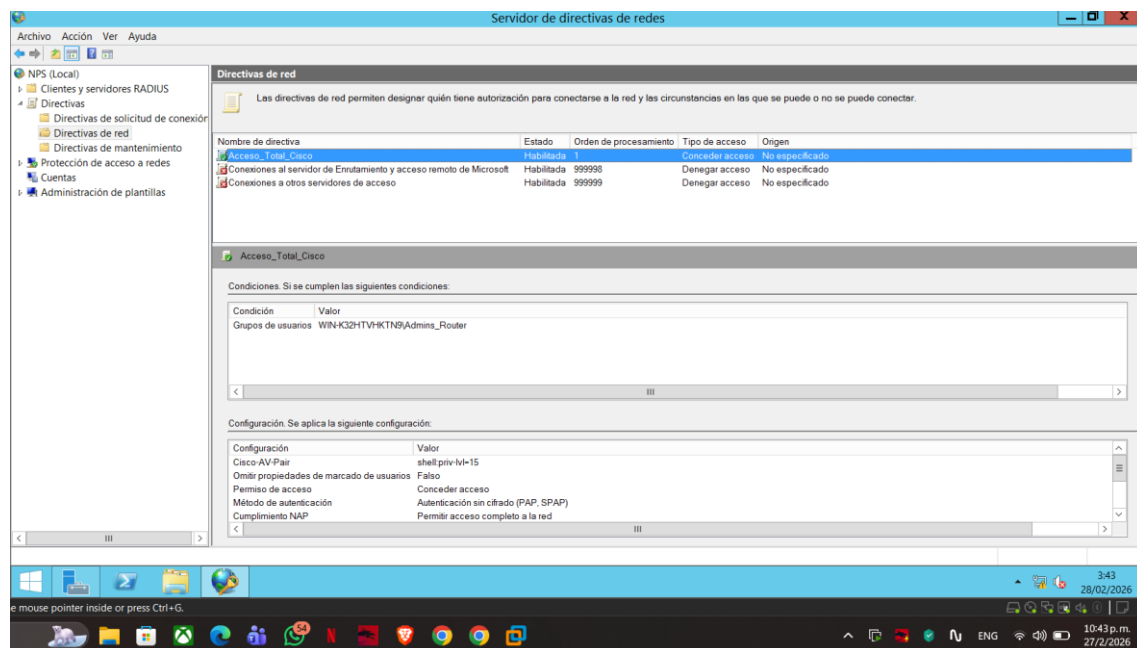 Servidor de directivas de redes
Archivo Acción Ver Ayuda
NPS (Local)
Clientes y servidores RADIUS
Directivas
Directivas de solicitud de conexión
Directivas de red
Directivas de mantenimiento
Protección de acceso a redes
Cuentas
Administración de plantillas
Directivas de red
Las directivas de red permiten designar quién tiene autorización para conectarse a la red y las circunstancias en las que se puede o no se puede conectar.
Nombre de directiva Estado Orden de procesamiento Tipo de acceso Origen
Acceso_Total_Cisco Habilitada 1 Conceder acceso No especificado
Conexiones al servidor de Enrutamiento y acceso remoto de Microsoft Habilitada 999998 Denegar acceso No especificado
Conexiones a otros servidores de acceso Habilitada 999999 Denegar acceso No especificado
Acceso_Total_Cisco
Condiciones. Si se cumplen las siguientes condiciones:
Condición Valor
Grupos de usuarios WIN-K32HTVHKTN9\Admins_Router
Configuración. Se aplica la siguiente configuración:
Configuración Valor
Cisco-AV-Pair shell:priv-lvl=15
Omitir propiedades de marcado de usuarios Falso
Permiso de acceso Conceder acceso
Método de autenticación Autenticación sin cifrado (PAP, SPAP)
Cumplimiento NAP Permitir acceso completo a la red
3:43
28/02/2026
e mouse pointer inside or press Ctrl+G.
54
ENG
10:43 p.m.
27/2/2026